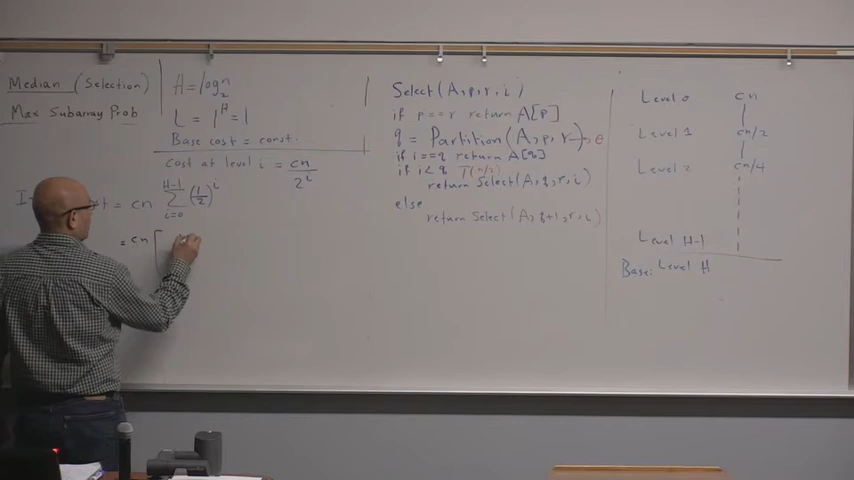 Median (Selection)
Max Subarray Prob
H = log₂n
L = 1^H = 1
Base cost = const.
Cost at level i = cn/2^i
cost = cn Σ_{i=0}^{H-1} (1/2)^i
= cn [
Select(A,p,r,i)
if p == r return A[p]
q = Partition(A,p,r)
if i == q return A[q]
if i < q T(n/2)
return Select(A,q,r,i)
else
return Select(A,q+1,r,i)
Level 0 cn
Level 1 cn/2
Level 2 cn/4
Level H-1
Base: Level H